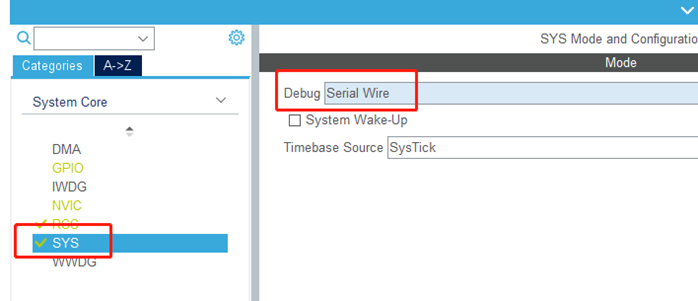 SYS Mode and Configuratio
Mode
Categories
A->Z
System Core
DMA
GPIO
IWDG
NVIC
RCC
SYS
WWDG
Debug Serial Wire
System Wake-Up
Timebase Source SysTick